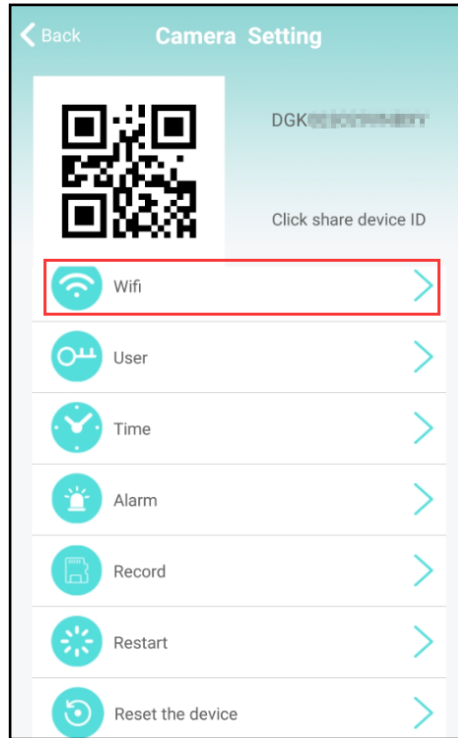 Back
Camera Setting
DGK
Click share device ID
Wifi
User
Time
Alarm
Record
Restart
Reset the device